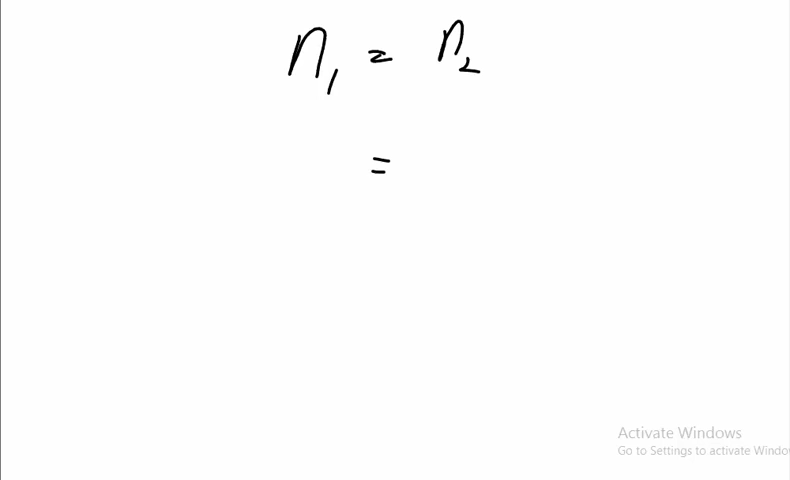 n₁ = n₂
=
Activate Windows
Go to Settings to activate Windo